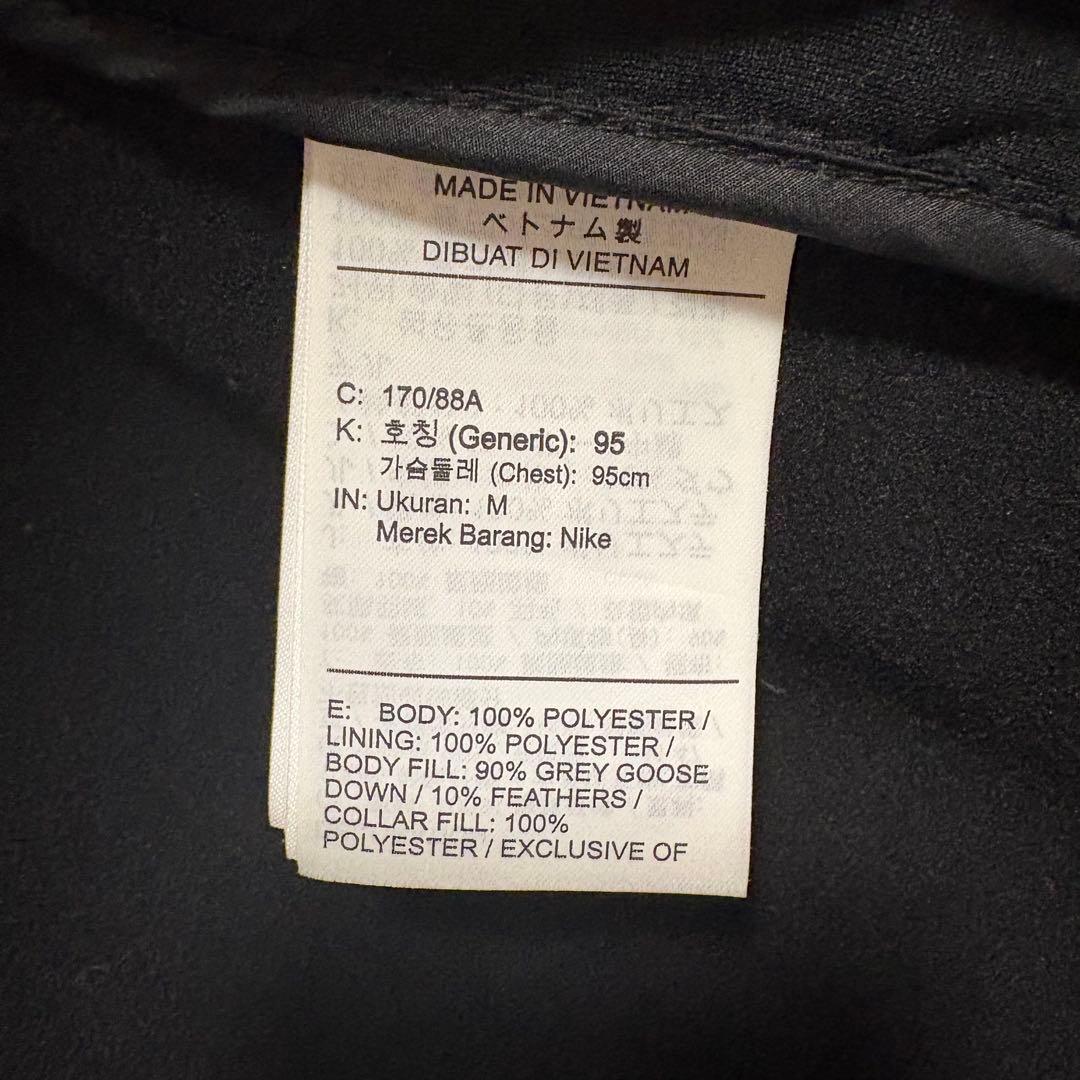 MADE IN VIETNAM
ベトナム製
DIBUAT DI VIETNAM
C: 170/88A
K: 호칭 (Generic): 95
가슴둘레 (Chest): 95cm
IN: Ukuran: M
Merek Barang: Nike
E: BODY: 100% POLYESTER /
LINING: 100% POLYESTER /
BODY FILL: 90% GREY GOOSE
DOWN / 10% FEATHERS /
COLLAR FILL: 100%
POLYESTER / EXCLUSIVE OF